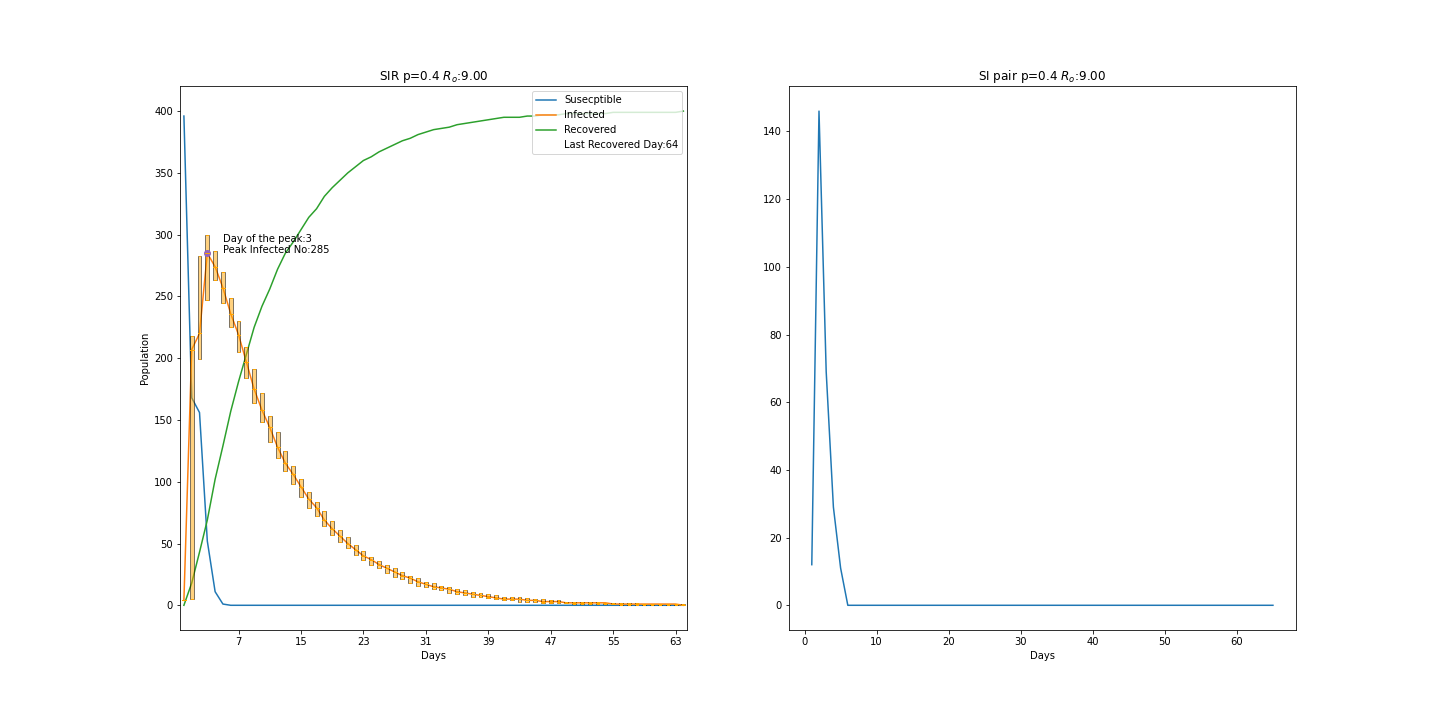 SIR p=0.4 Rₒ:9.00
Susecptible
Infected
Recovered
Last Recovered Day:64
Day of the peak:3
Peak Infected No:285
Population
400
350
300
250
200
150
100
50
0
7 15 23 31 39 47 55 63
Days
SI pair p=0.4 Rₒ:9.00
140
120
100
80
60
40
20
0
0 10 20 30 40 50 60
Days